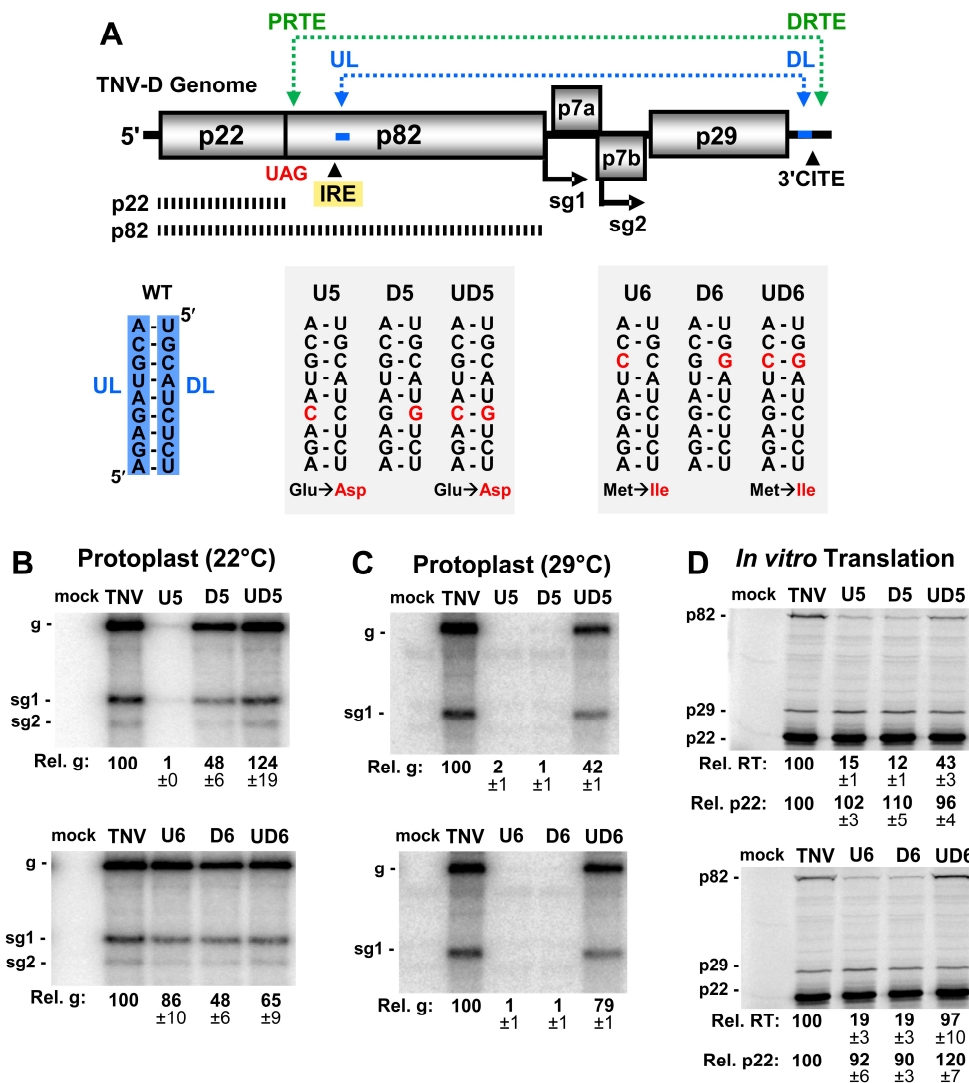 A
PRTE DRTE
UL DL
TNV-D Genome
5' p22 p82 p7a p7b p29
UAG IRE sg1 sg2 3'CITE
p22
p82
WT U5 D5 UD5 U6 D6 UD6
5'
UL DL
A - U
C - G
G - C
U - A
A - U
G - C
A - U
G - C
A - U
5'
A - U
C - G
G - C
U - A
A - U
C C
A - U
G - C
A - U
A - U
C - G
G - C
U - A
A - U
G G
A - U
G - C
A - U
A - U
C - G
G - C
U - A
A - U
C - G
A - U
G - C
A - U
A - U
C - G
C C
U - A
A - U
G - C
A - U
G - C
A - U
A - U
C - G
G G
U - A
A - U
G - C
A - U
G - C
A - U
A - U
C - G
C - G
U - A
A - U
G - C
A - U
G - C
A - U
Glu→Asp Glu→Asp Met→Ile Met→Ile
B Protoplast (22°C)
mock TNV U5 D5 UD5
g -
sg1 -
sg2 -
Rel. g: 100 1 48 124
±0 ±6 ±19
mock TNV U6 D6 UD6
g -
sg1 -
sg2 -
Rel. g: 100 86 48 65
±10 ±6 ±9
C Protoplast (29°C)
mock TNV U5 D5 UD5
g -
sg1 -
Rel. g: 100 2 1 42
±1 ±1 ±1
mock TNV U6 D6 UD6
g -
sg1 -
Rel. g: 100 1 1 79
±1 ±1 ±1
D In vitro Translation
mock TNV U5 D5 UD5
p82 -
p29 -
p22 -
Rel. RT: 100 15 12 43
±1 ±1 ±3
Rel. p22: 100 102 110 96
±3 ±5 ±4
mock TNV U6 D6 UD6
p82 -
p29 -
p22 -
Rel. RT: 100 19 19 97
±3 ±3 ±10
Rel. p22: 100 92 90 120
±6 ±3 ±7